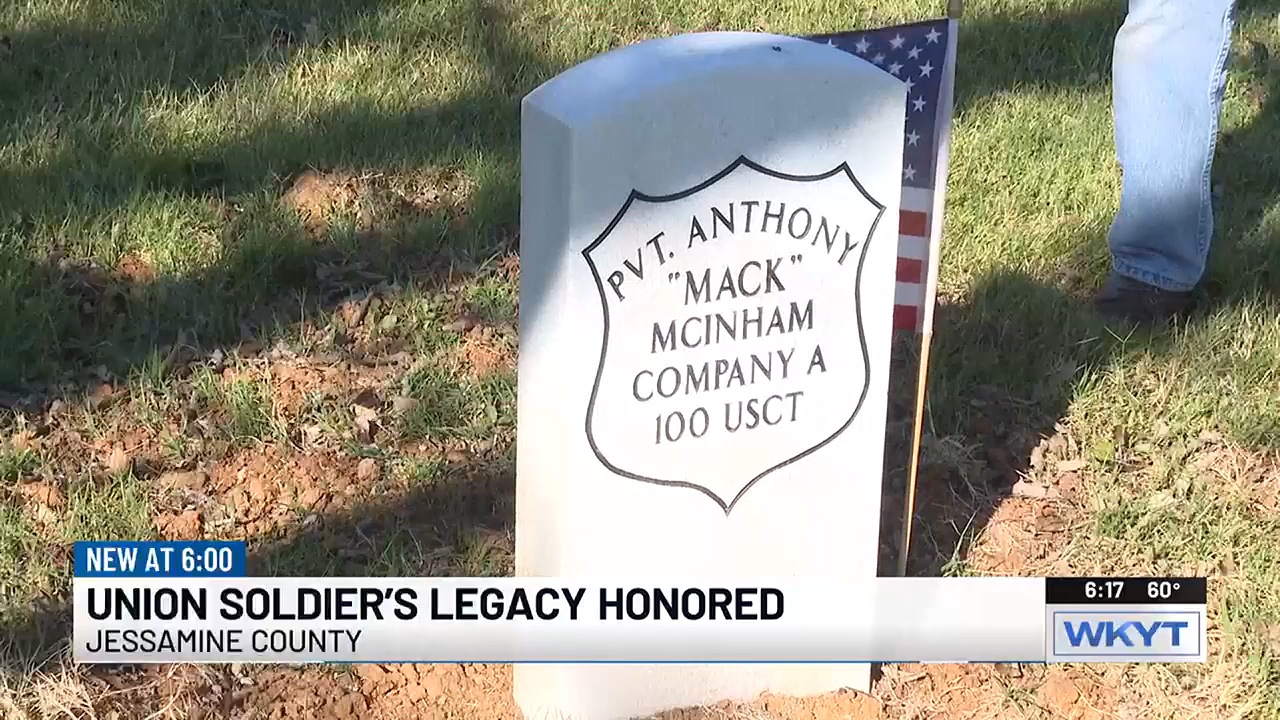 PVT. ANTHONY
"MACK"
MCINHAM
COMPANY A
100 USCT
NEW AT 6:00
UNION SOLDIER'S LEGACY HONORED
JESSAMINE COUNTY
6:17 60°
WKYT